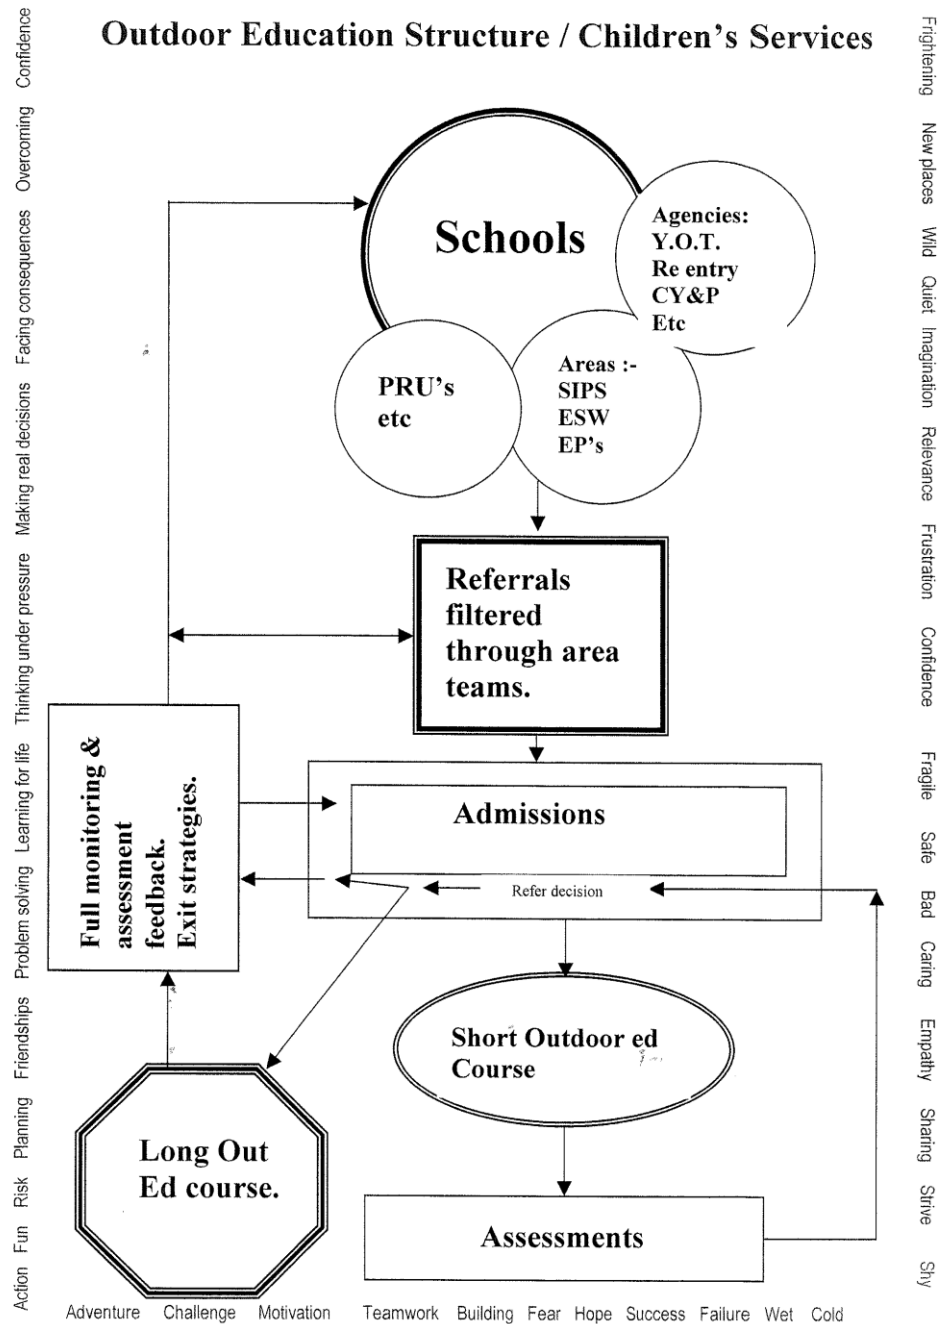 Outdoor Education Structure / Children's Services
Schools
Agencies:
Y.O.T.
Re entry
CY&P
Etc
PRU's
etc
Areas :-
SIPS
ESW
EP's
Referrals
filtered
through area
teams.
Full monitoring &
assessment
feedback.
Exit strategies.
Admissions
Refer decision
Short Outdoor ed
Course
Long Out
Ed course.
Assessments
Action Fun Risk Planning Friendships Problem solving Learning for life Thinking under pressure Making real decisions Facing consequences Overcoming Confidence
Frightening New places Wild Quiet Imagination Relevance Frustration Confidence Fragile Safe Bad Caring Empathy Sharing Strive Shy
Adventure Challenge Motivation Teamwork Building Fear Hope Success Failure Wet Cold